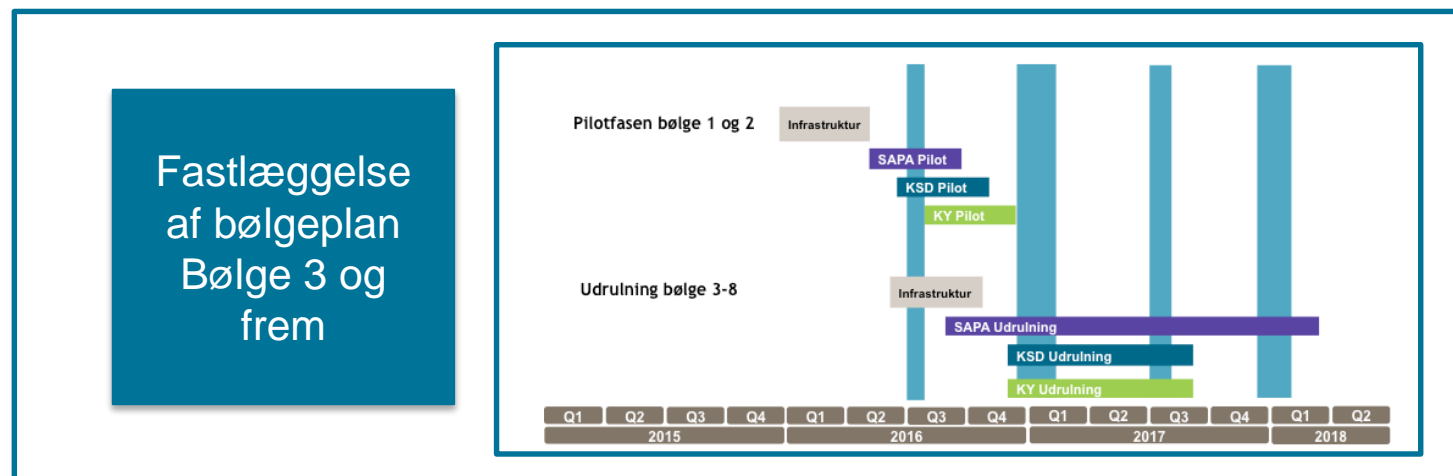 Fastlæggelse
af bølgeplan
Bølge 3 og
frem
Pilotfasen bølge 1 og 2
Infrastruktur
SAPA Pilot
KSD Pilot
KY Pilot
Udrulning bølge 3-8
Infrastruktur
SAPA Udrulning
KSD Udrulning
KY Udrulning
Q1 Q2 Q3 Q4 Q1 Q2 Q3 Q4 Q1 Q2 Q3 Q4 Q1 Q2
2015 2016 2017 2018